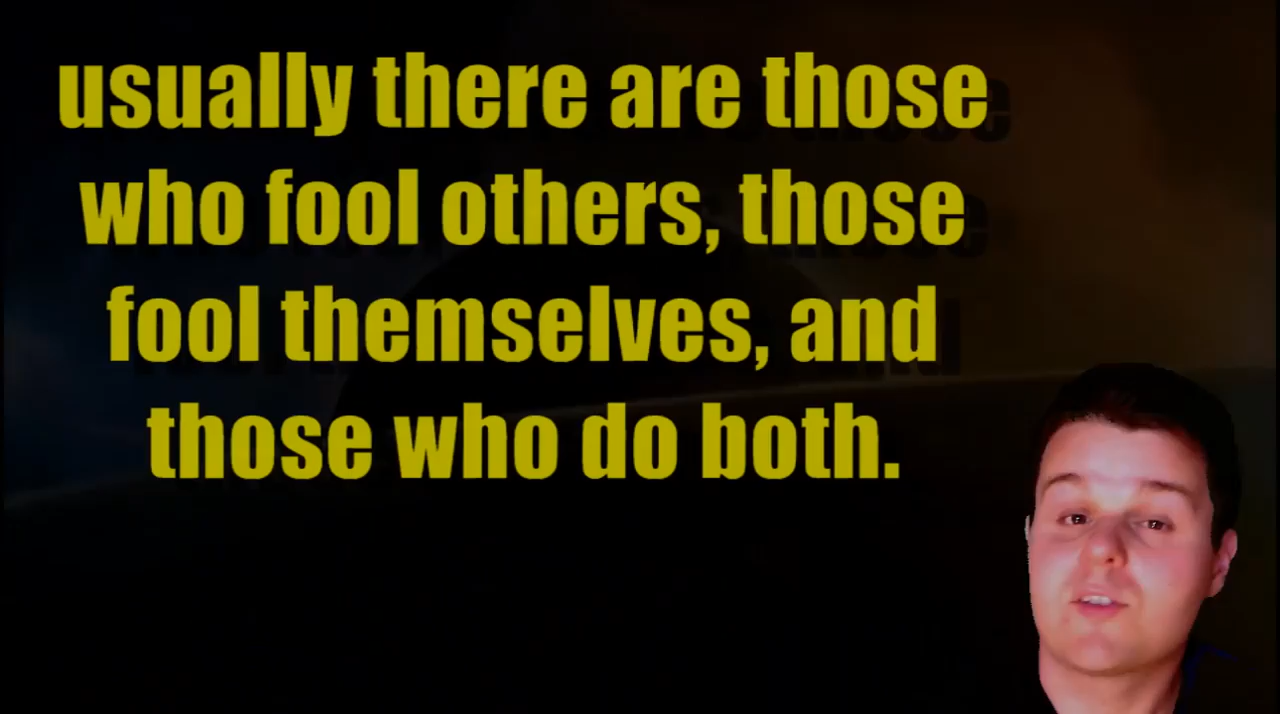 usually there are those
who fool others, those
fool themselves, and
those who do both.